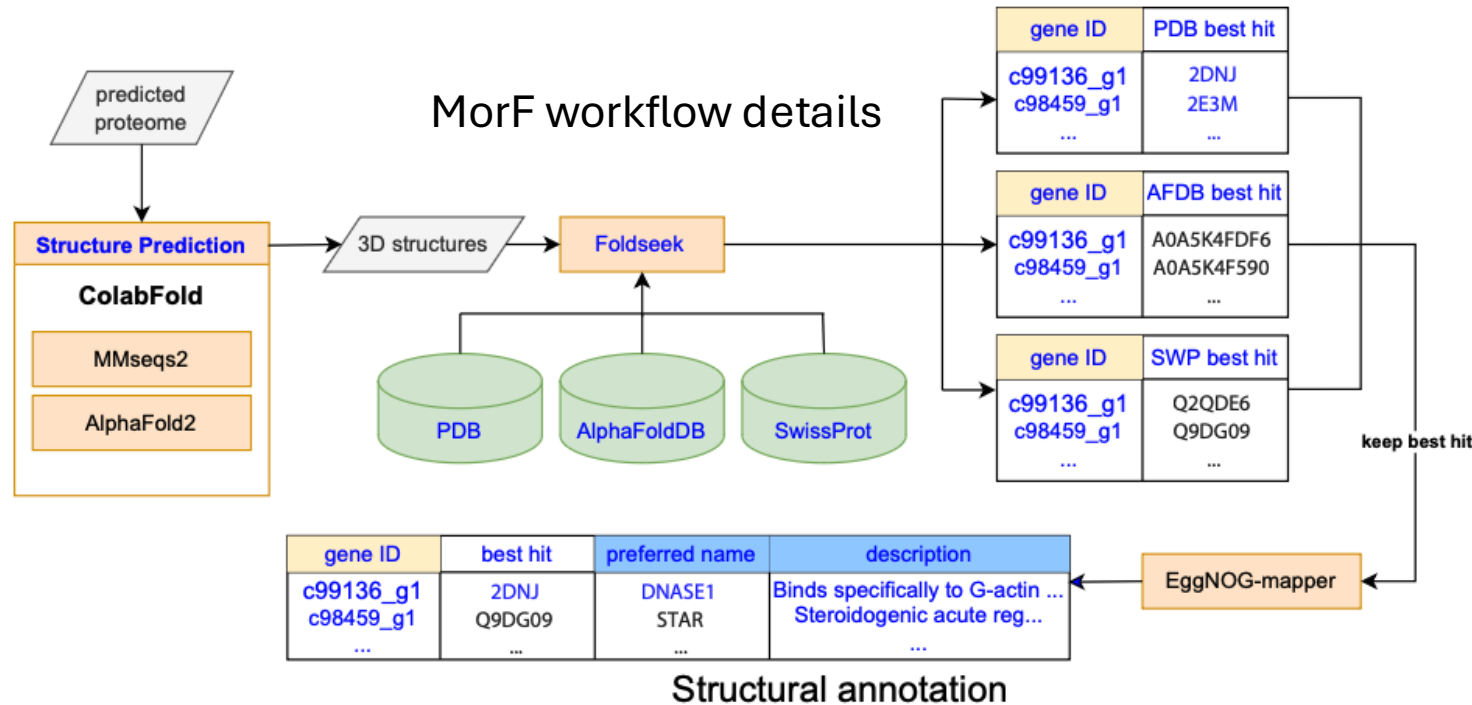 predicted
proteome
MorF workflow details
Structure Prediction
ColabFold
MMseqs2
AlphaFold2
3D structures
Foldseek
PDB
AlphaFoldDB
SwissProt
gene ID PDB best hit
c99136_g1 2DNJ
c98459_g1 2E3M
... ...
gene ID AFDB best hit
c99136_g1 A0A5K4FDF6
c98459_g1 A0A5K4F590
... ...
gene ID SWP best hit
c99136_g1 Q2QDE6
c98459_g1 Q9DG09
... ...
keep best hit
EggNOG-mapper
gene ID best hit preferred name description
c99136_g1 2DNJ DNASE1 Binds specifically to G-actin ...
c98459_g1 Q9DG09 STAR Steroidogenic acute reg...
... ... ... ...
Structural annotation